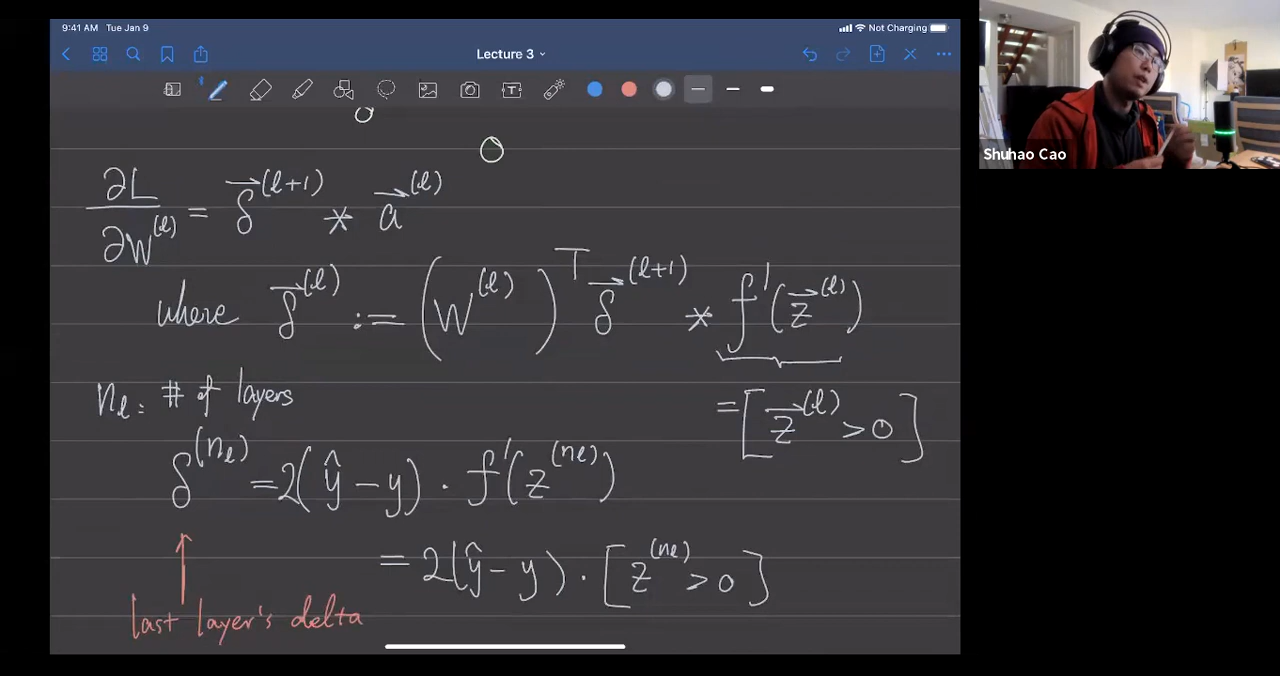 9:41 AM Tue Jan 9
Not Charging
Lecture 3
Shuhao Cao
∂L/∂W^(l) = δ⃗^(l+1) * a⃗^(l)
where δ⃗^(l) := (W^(l))^T δ⃗^(l+1) * f'(z⃗^(l))
= [z⃗^(l) > 0]
n_l: # of layers
δ^(n_l) = 2(ŷ − y) · f'(z^(n_l))
= 2(ŷ − y) · [z^(n_l) > 0]
last layer's delta